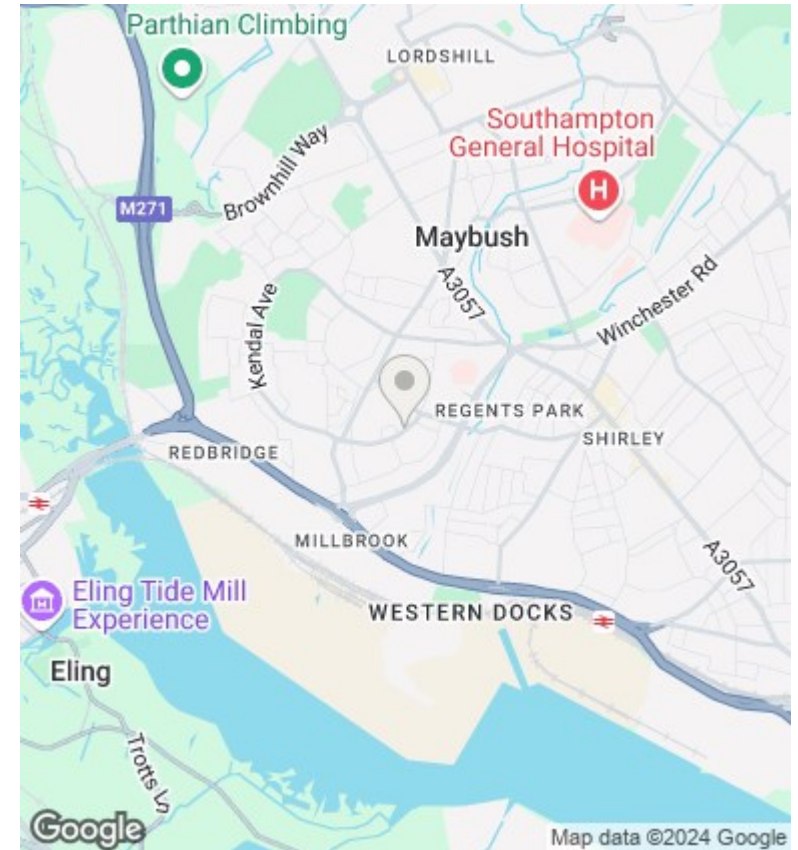 Parthian Climbing
LORDSHILL
Southampton
General Hospital
H
Brownhill Way
M271
Maybush
A3057
Winchester Rd
Kendal Ave
REGENTS PARK
SHIRLEY
REDBRIDGE
MILLBROOK
A3057
Eling Tide Mill
Experience
WESTERN DOCKS
Eling
Trotts Ln
Google
Map data ©2024 Google